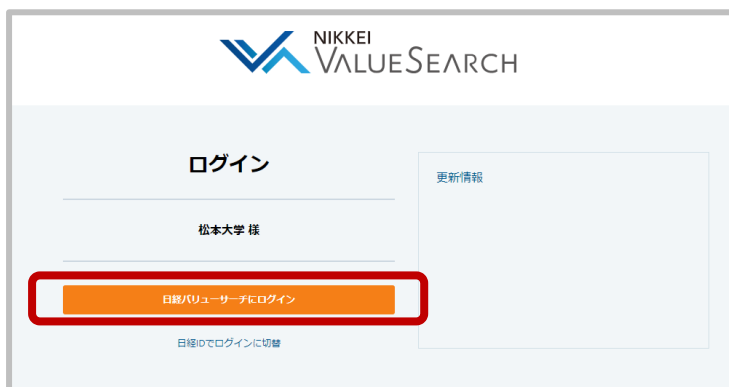 NIKKEI
VALUESEARCH
ログイン
松本大学 様
日経バリューサーチにログイン
日経IDでログインに切替
更新情報